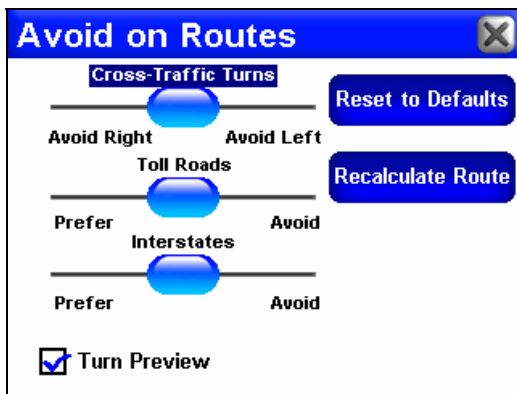 Avoid on Routes
Cross-Traffic Turns
Avoid Right Avoid Left
Toll Roads
Prefer Avoid
Interstates
Prefer Avoid
Turn Preview
Reset to Defaults
Recalculate Route